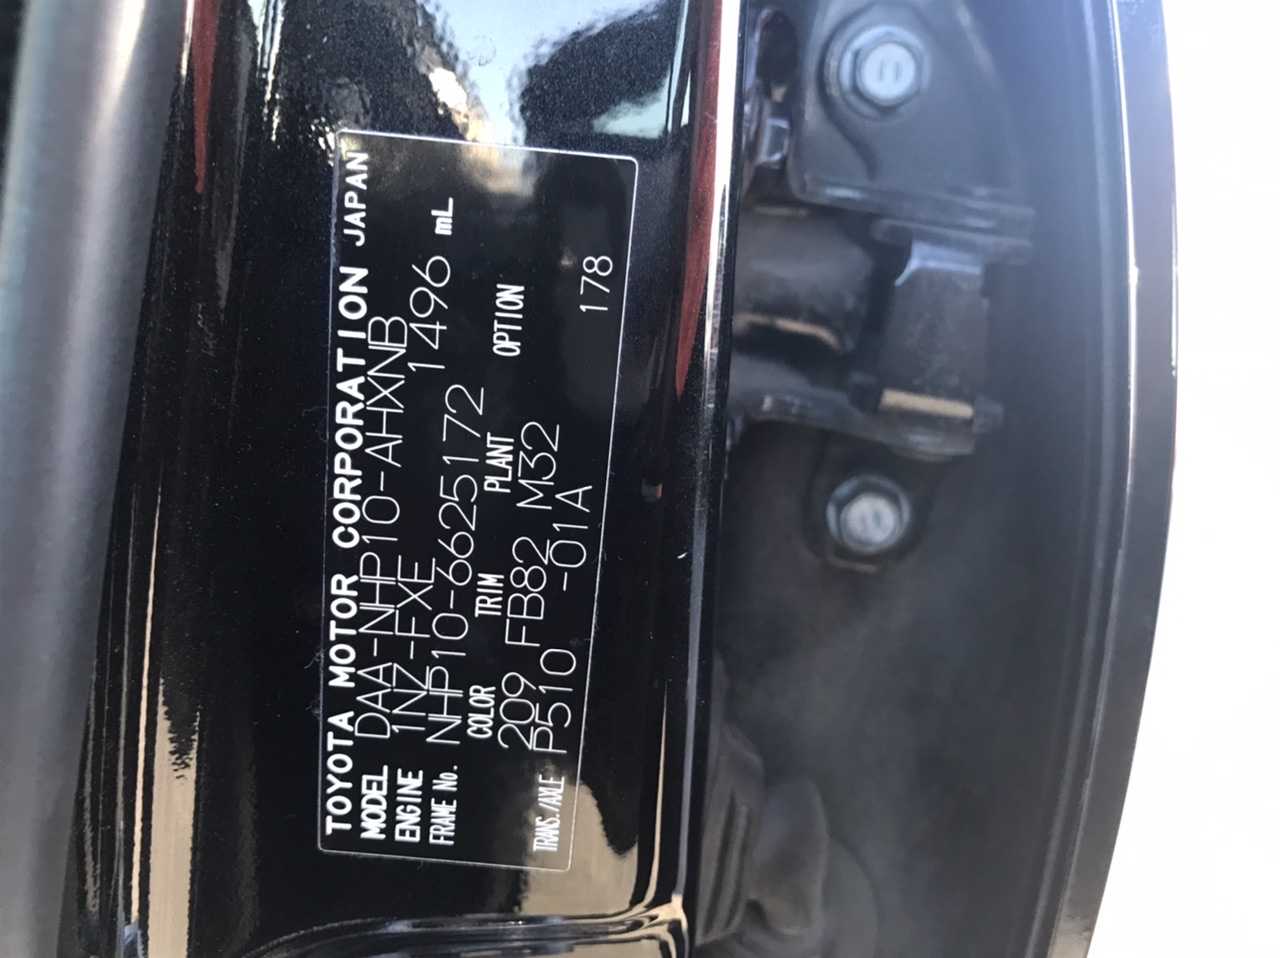 TOYOTA MOTOR CORPORATION JAPAN
MODEL DAA-NHP10-AHXNB
ENGINE 1NZ-FXE 1496 mL
FRAME No. NHP10-6625172
COLOR TRIM PLANT OPTION
209 FB82 M32 178
TRANS./AXLE P510 -01A